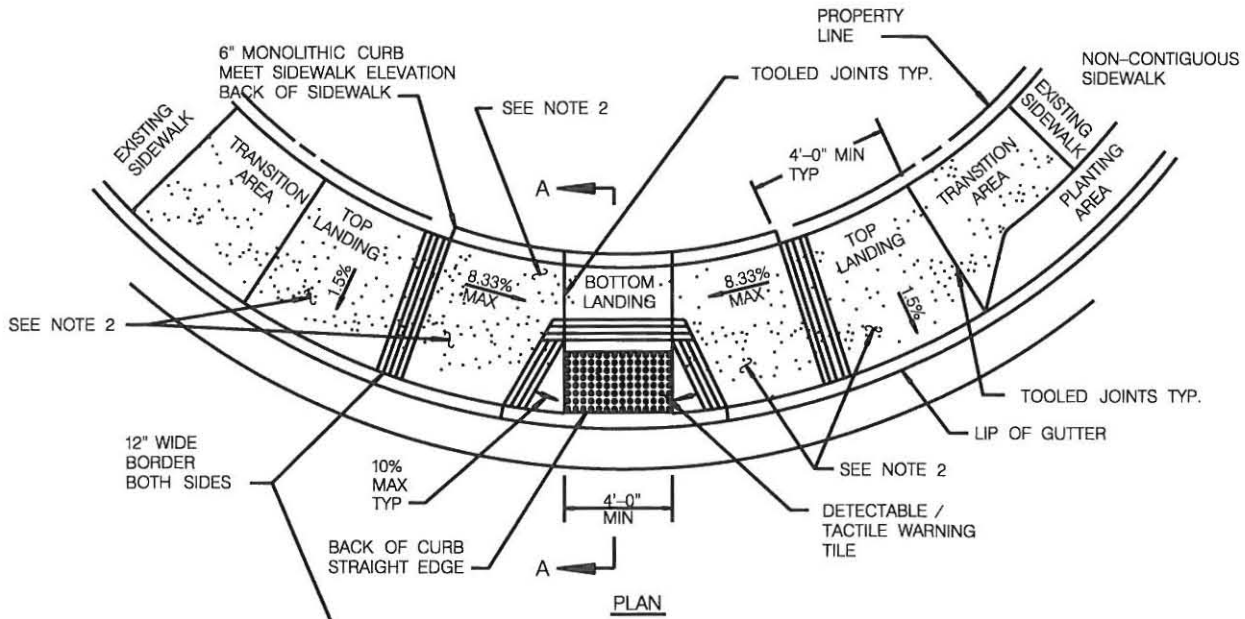 PROPERTY
LINE
6" MONOLITHIC CURB
MEET SIDEWALK ELEVATION
BACK OF SIDEWALK
NON-CONTIGUOUS
SIDEWALK
TOOLED JOINTS TYP.
SEE NOTE 2
EXISTING
SIDEWALK
EXISTING
SIDEWALK
4'-0" MIN
TYP
TRANSITION
AREA
TRANSITION
AREA
PLANTING
AREA
A
TOP
LANDING
TOP
LANDING
8.33%
MAX
BOTTOM
LANDING
8.33%
MAX
1.5%
1.5%
SEE NOTE 2
TOOLED JOINTS TYP.
LIP OF GUTTER
12" WIDE
BORDER
BOTH SIDES
10%
MAX
TYP
4'-0"
MIN
SEE NOTE 2
DETECTABLE /
TACTILE WARNING
TILE
BACK OF CURB
STRAIGHT EDGE
A
PLAN